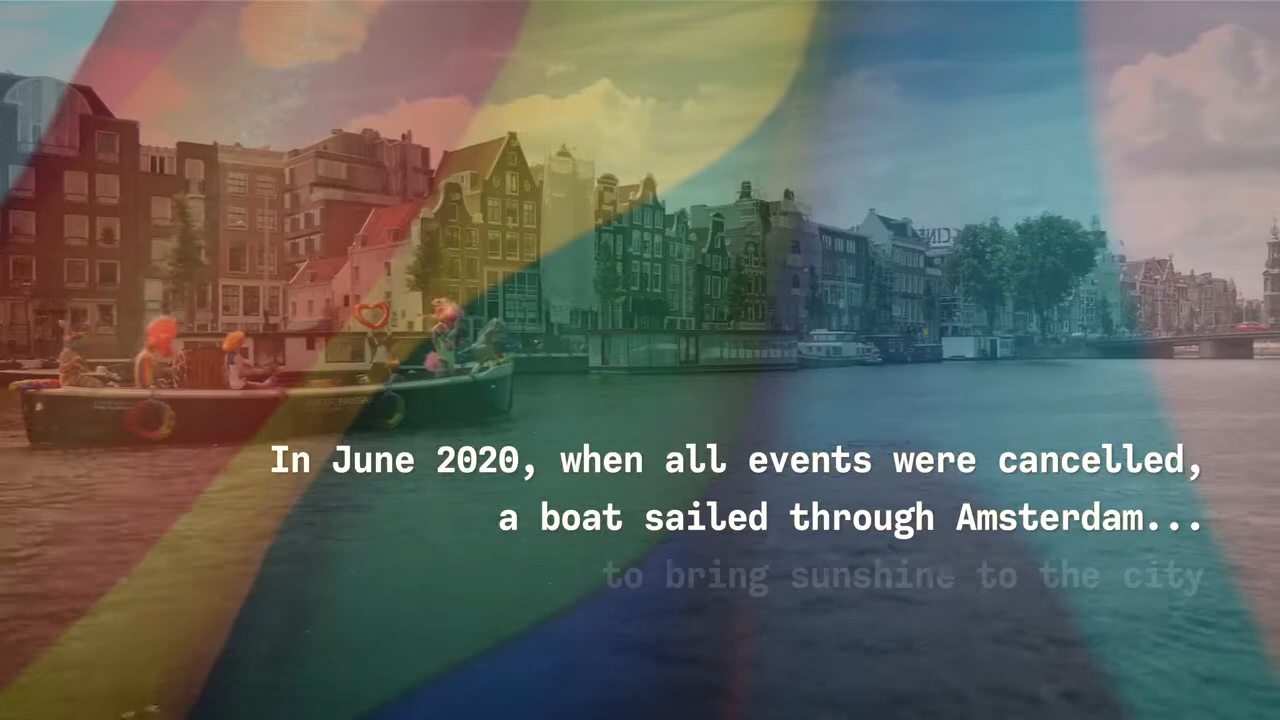 In June 2020, when all events were cancelled,
a boat sailed through Amsterdam...
to bring sunshine to the city